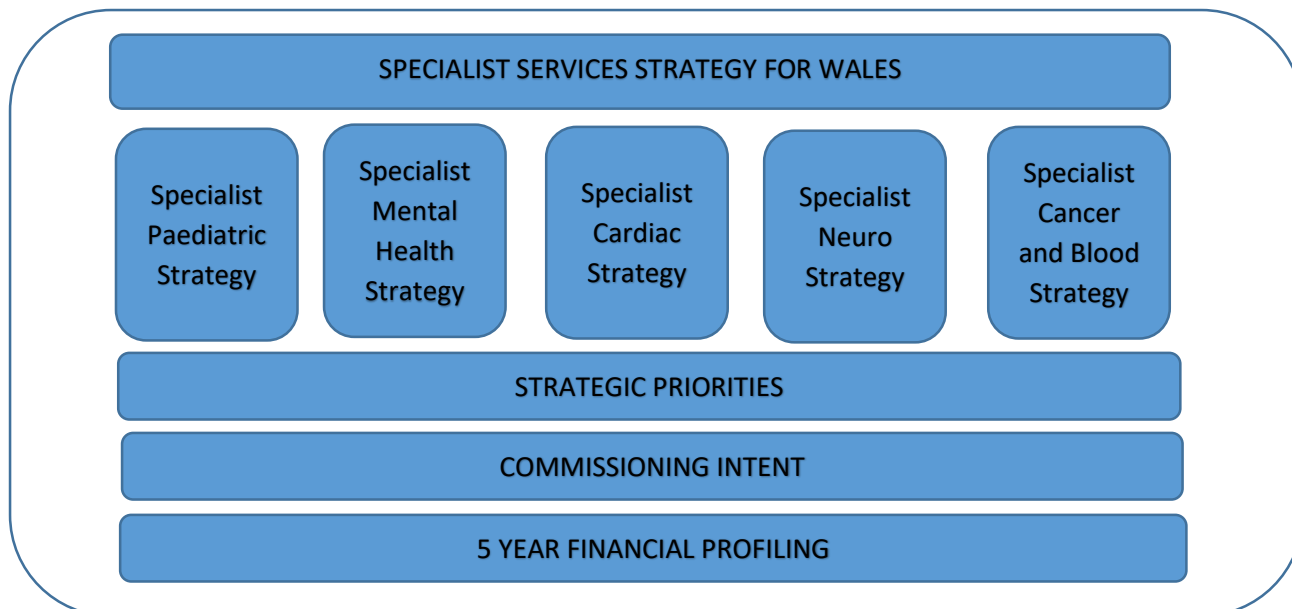 SPECIALIST SERVICES STRATEGY FOR WALES
Specialist
Paediatric
Strategy
Specialist
Mental
Health
Strategy
Specialist
Cardiac
Strategy
Specialist
Neuro
Strategy
Specialist
Cancer
and Blood
Strategy
STRATEGIC PRIORITIES
COMMISSIONING INTENT
5 YEAR FINANCIAL PROFILING